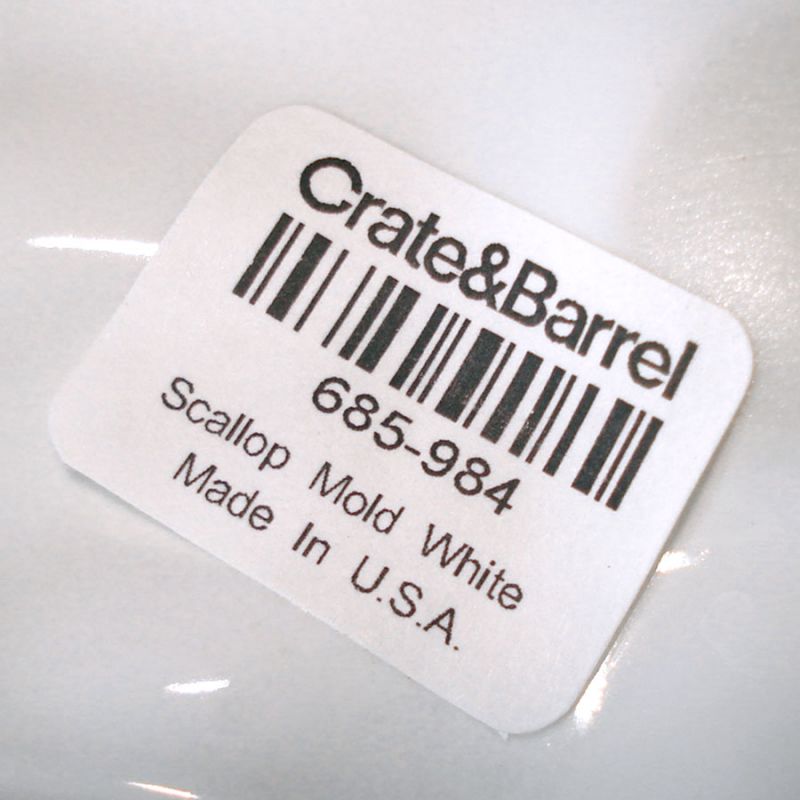 Crate&Barrel
685-984
Scallop Mold White
Made In U.S.A.